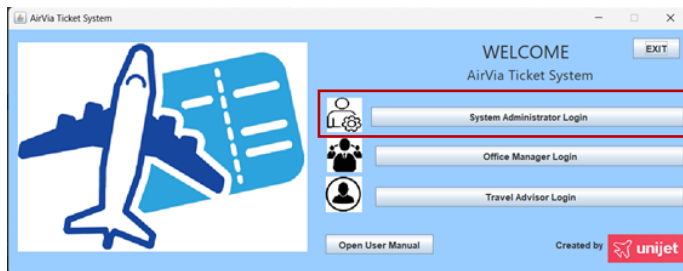 AirVia Ticket System
WELCOME
EXIT
AirVia Ticket System
System Administrator Login
Office Manager Login
Travel Advisor Login
Open User Manual
Created by
unijet